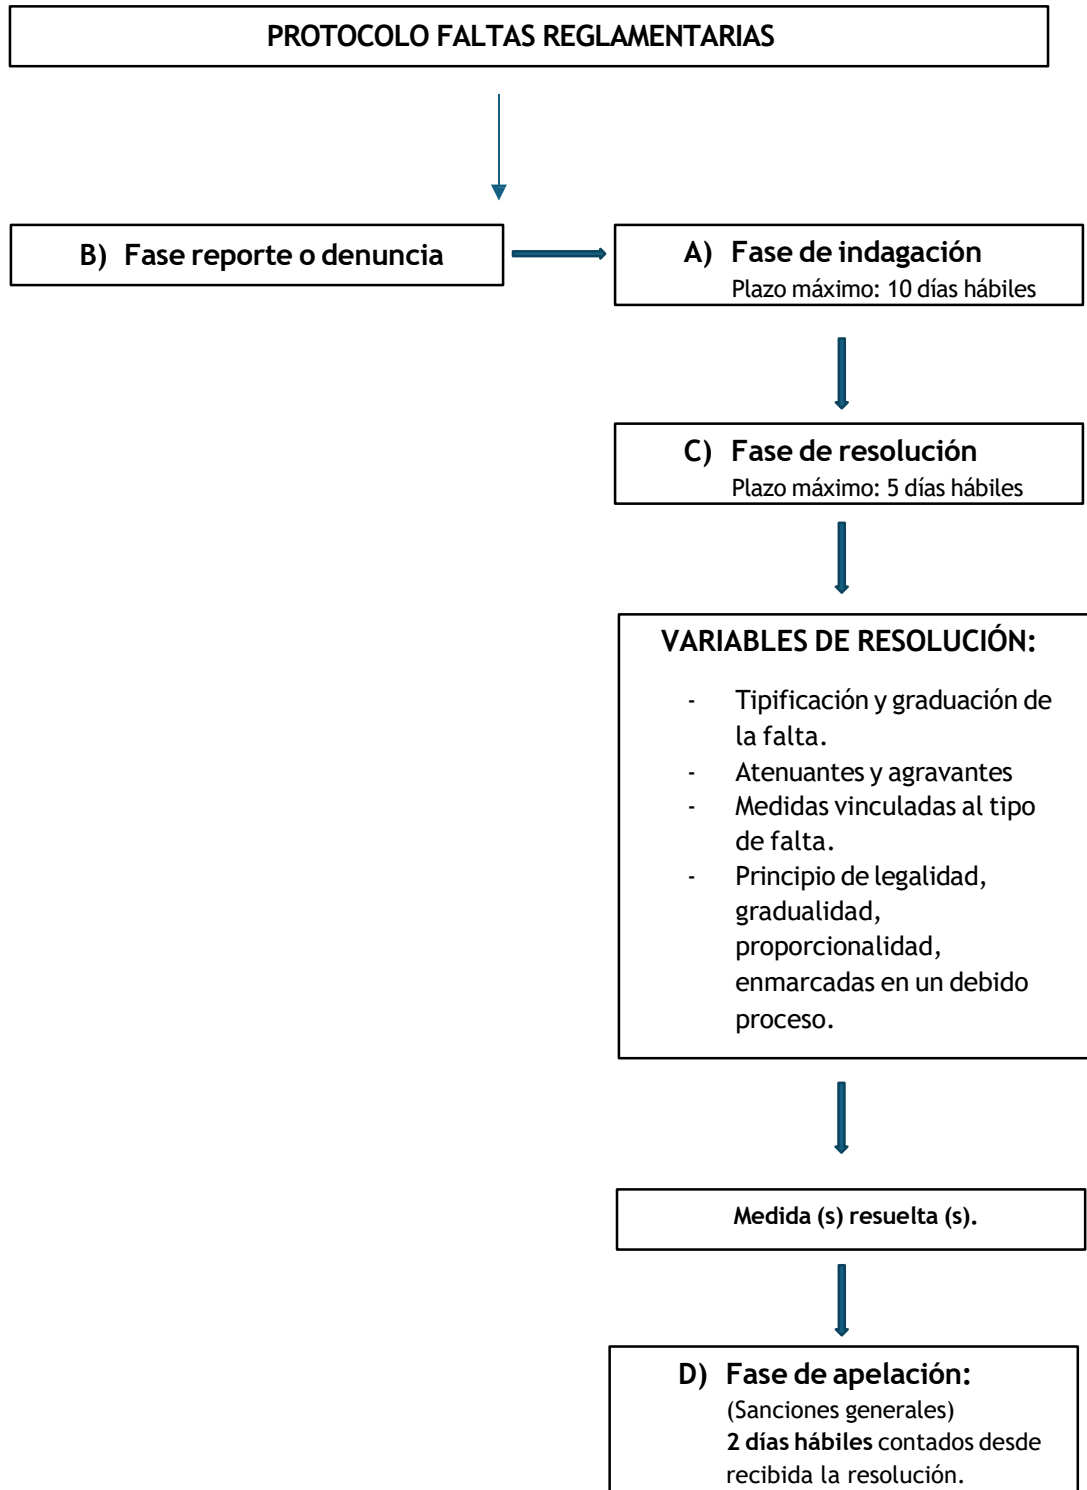 PROTOCOLO FALTAS REGLAMENTARIAS
B) Fase reporte o denuncia
A) Fase de indagación
Plazo máximo: 10 días hábiles
C) Fase de resolución
Plazo máximo: 5 días hábiles
VARIABLES DE RESOLUCIÓN:
- Tipificación y graduación de
la falta.
- Atenuantes y agravantes
- Medidas vinculadas al tipo
de falta.
- Principio de legalidad,
gradualidad,
proporcionalidad,
enmarcadas en un debido
proceso.
Medida (s) resuelta (s).
D) Fase de apelación:
(Sanciones generales)
2 días hábiles contados desde
recibida la resolución.